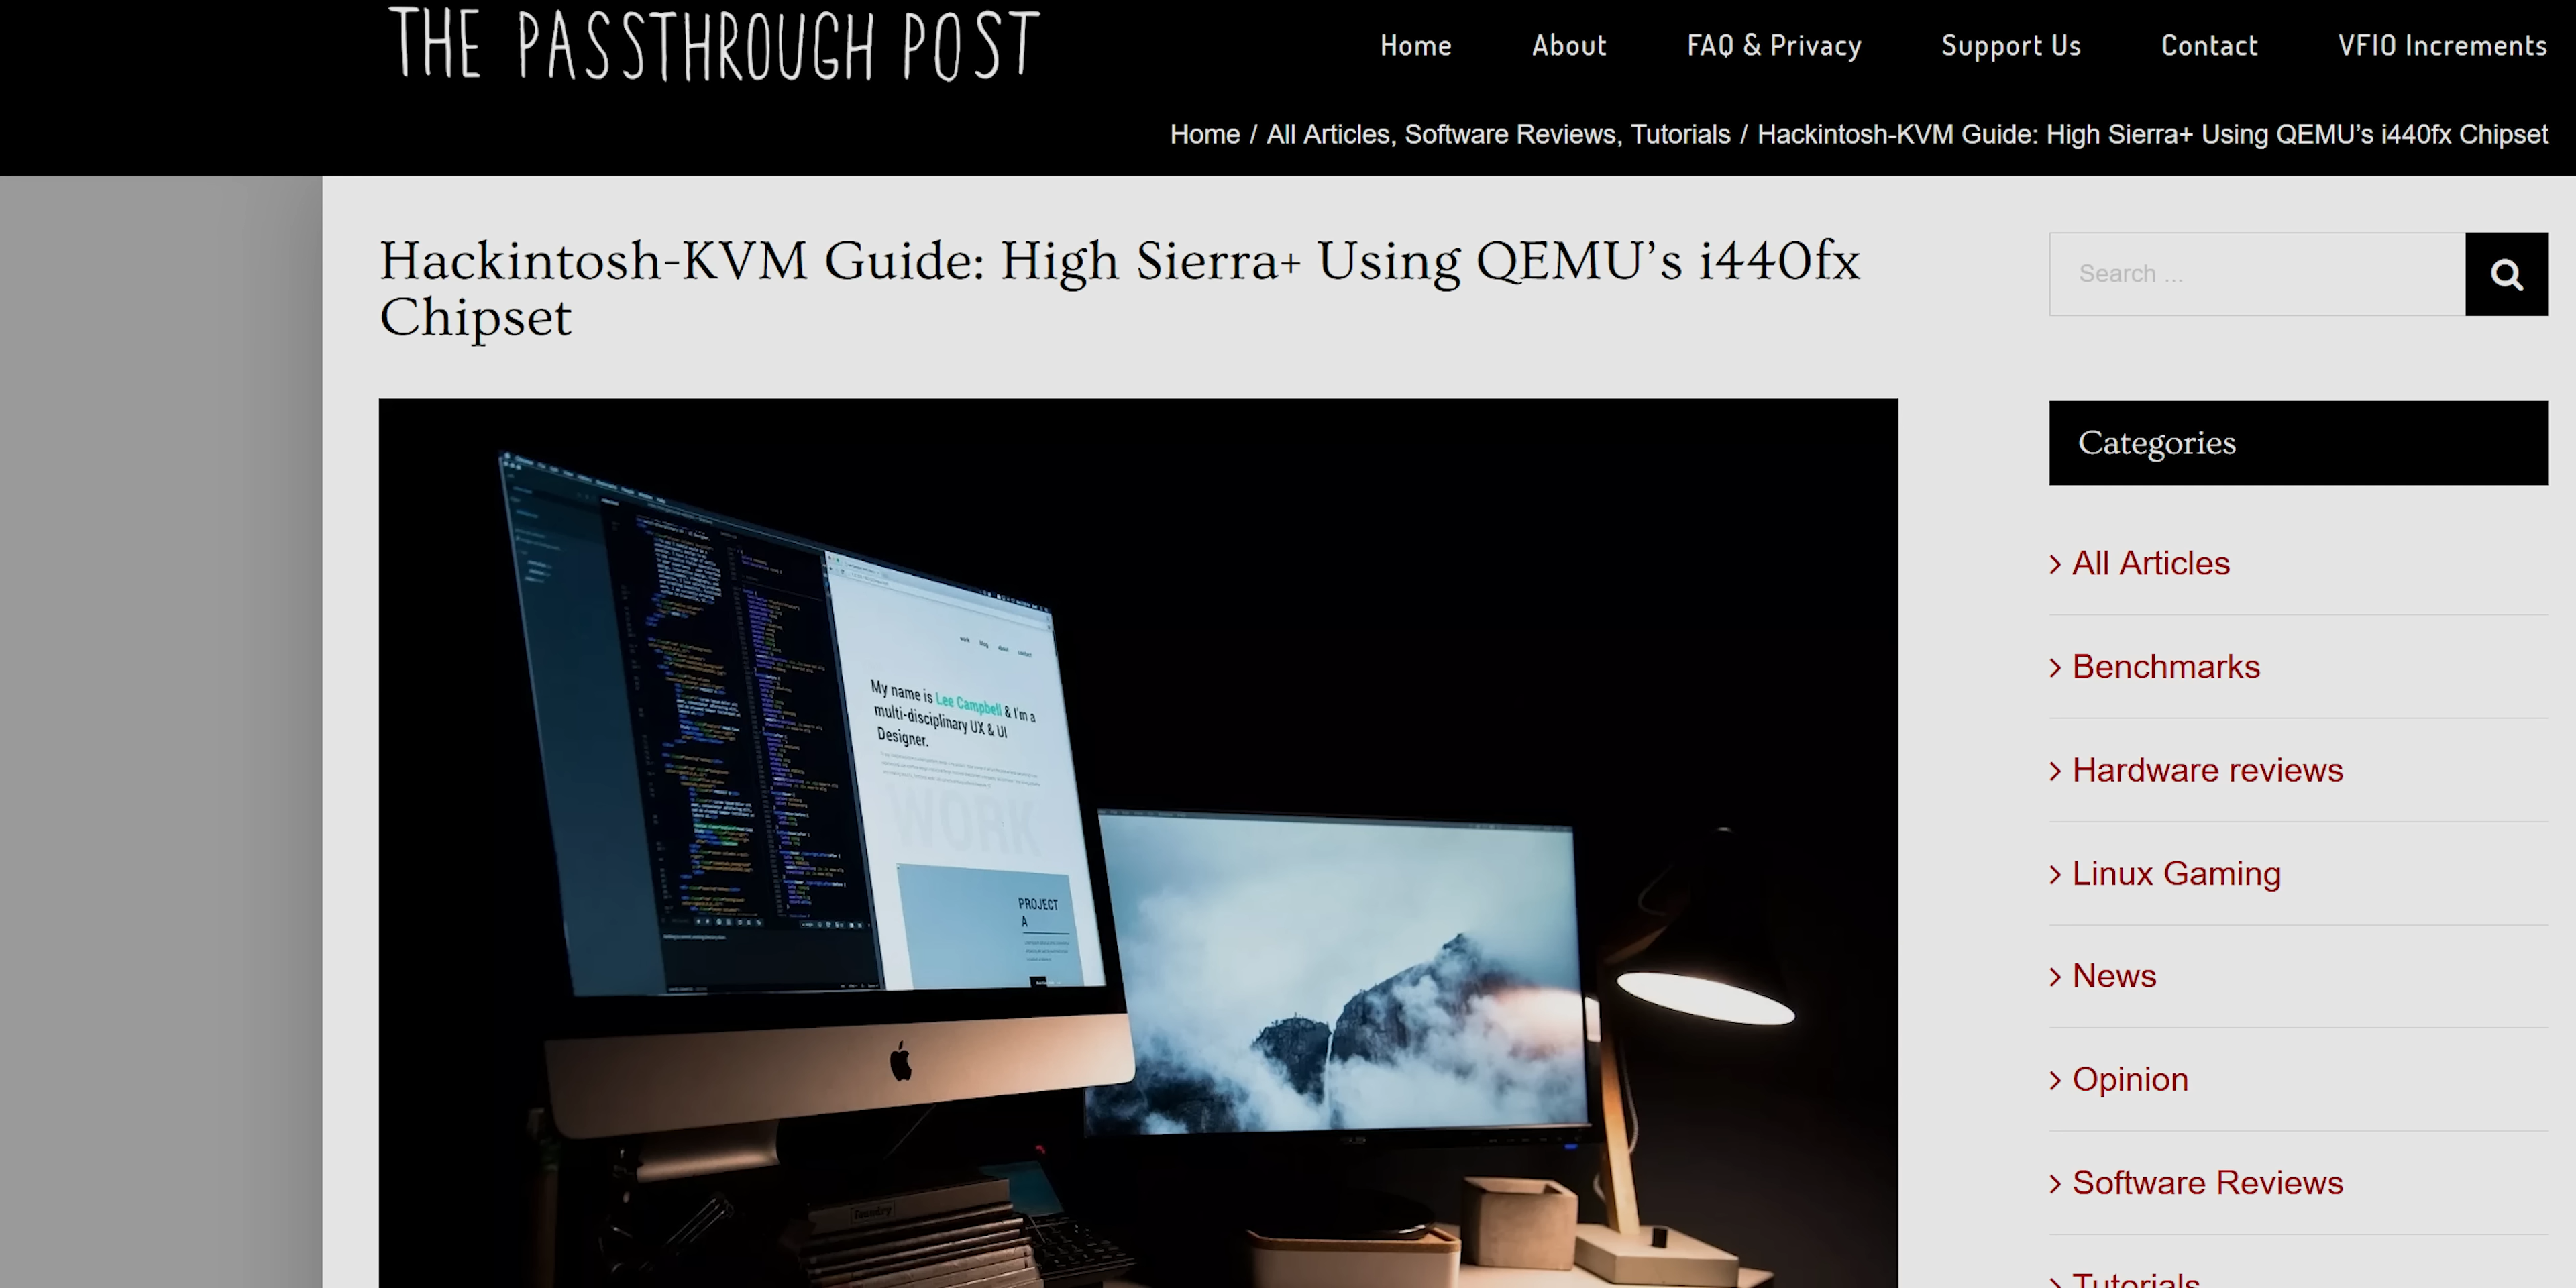 THE PASSTHROUGH POST
Home
About
FAQ & Privacy
Support Us
Contact
VFIO Increments
Home / All Articles, Software Reviews, Tutorials / Hackintosh-KVM Guide: High Sierra+ Using QEMU’s i440fx Chipset
Hackintosh-KVM Guide: High Sierra+ Using QEMU’s i440fx
Chipset
Search ...
Categories
All Articles
Benchmarks
Hardware reviews
Linux Gaming
News
Opinion
Software Reviews
Tutorials
work
blog
about
contact
My name is Lee Campbell & I'm a
multi-disciplinary UX & UI
Designer.
WORK
PROJECT
A
Foundry